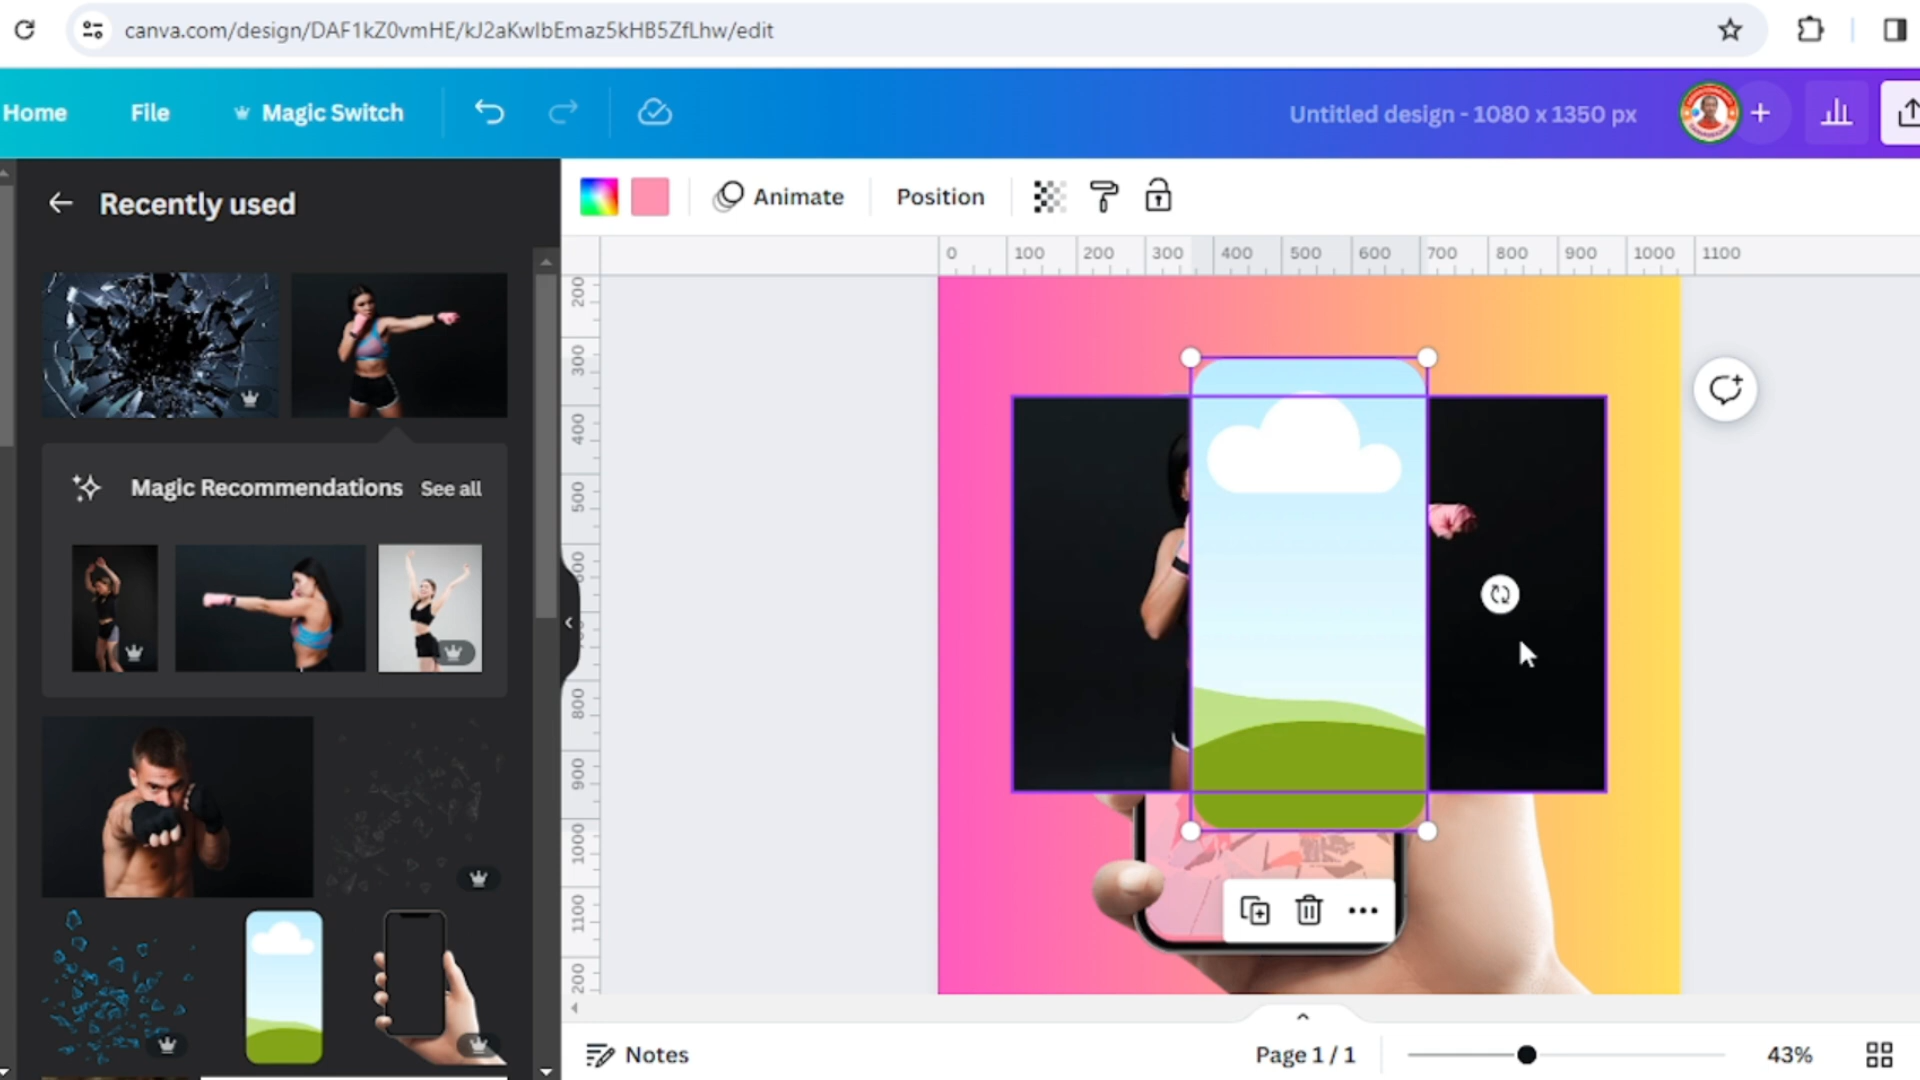 canva.com/design/DAF1kZ0vmHE/kJ2aKwIbEmaz5kHB5ZfLhw/edit
Home File Magic Switch Untitled design - 1080 x 1350 px
Recently used
Animate Position
0 100 200 300 400 500 600 700 800 900 1000 1100
200
300
400
500
600
800
900
1000
1100
200
Magic Recommendations See all
Notes Page 1 / 1 43%